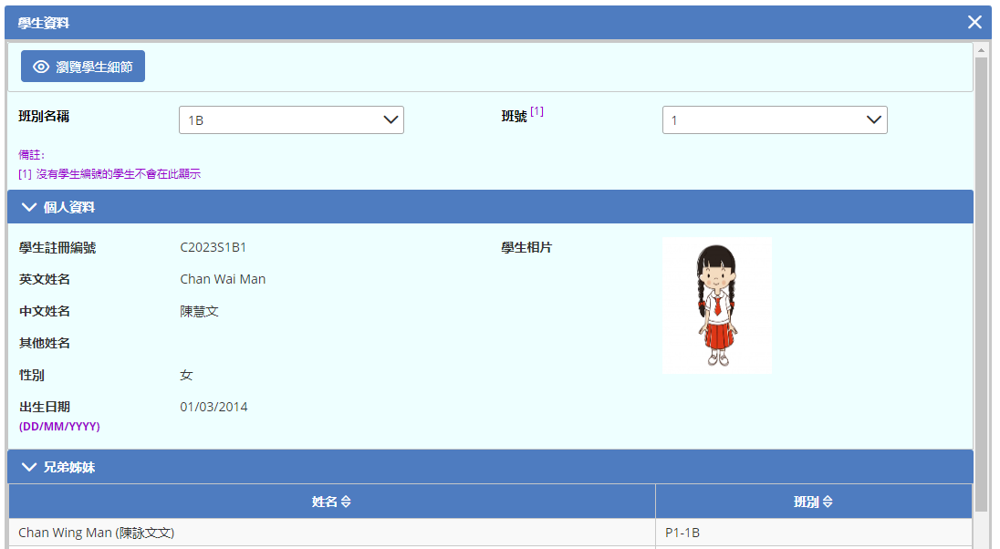 學生資料
瀏覽學生細節
班別名稱 1B 班號 [1] 1
備註:
[1] 沒有學生編號的學生不會在此顯示
個人資料
學生註冊編號 C2023S1B1 學生相片
英文姓名 Chan Wai Man
中文姓名 陳慧文
其他姓名
性別 女
出生日期 01/03/2014
(DD/MM/YYYY)
兄弟姊妹
姓名 班別
Chan Wing Man (陳詠文文) P1-1B